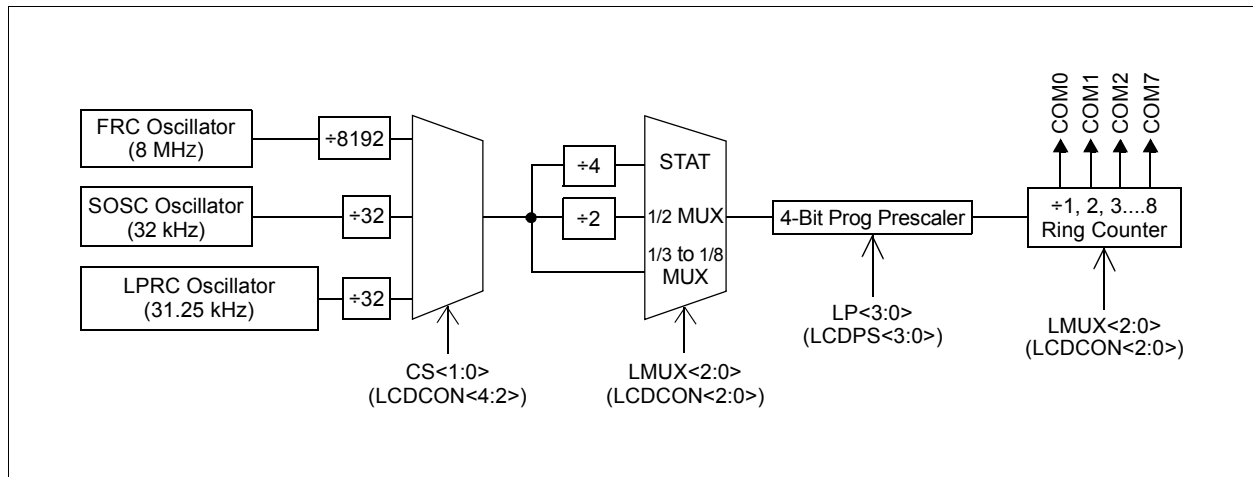 FRC Oscillator
(8 MHz)
÷8192
SOSC Oscillator
(32 kHz)
÷32
LPRC Oscillator
(31.25 kHz)
÷32
CS<1:0>
(LCDCON<4:2>)
÷4
÷2
STAT
1/2 MUX
1/3 to 1/8
MUX
LMUX<2:0>
(LCDCON<2:0>)
4-Bit Prog Prescaler
LP<3:0>
(LCDPS<3:0>)
COM0
COM1
COM2
COM7
÷1, 2, 3....8
Ring Counter
LMUX<2:0>
(LCDCON<2:0>)